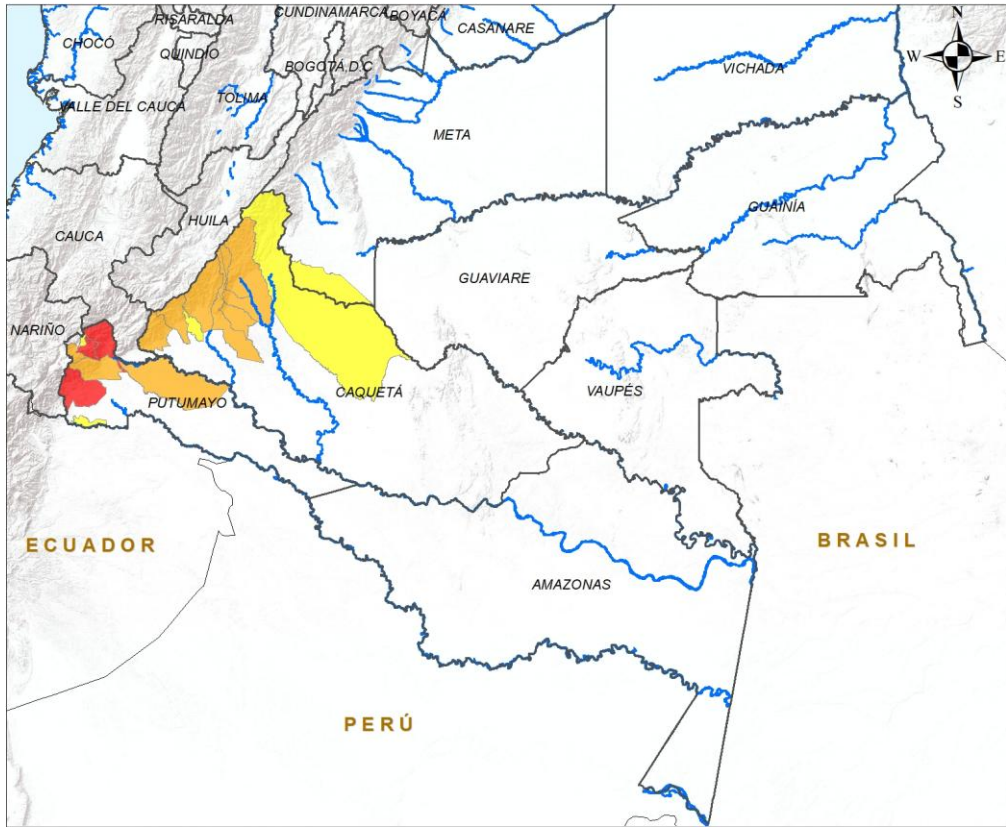 CUNDINAMARCA
BOYACÁ
RISARALDA
CASANARE
N
CHOCÓ
QUINDÍO
BOGOTÁ D.C
VICHADA
W
E
S
VALLE DEL CAUCA
TOLIMA
META
HUILA
GUAINÍA
CAUCA
GUAVIARE
NARIÑO
CAQUETÁ
VAUPÉS
PUTUMAYO
ECUADOR
BRASIL
AMAZONAS
PERÚ